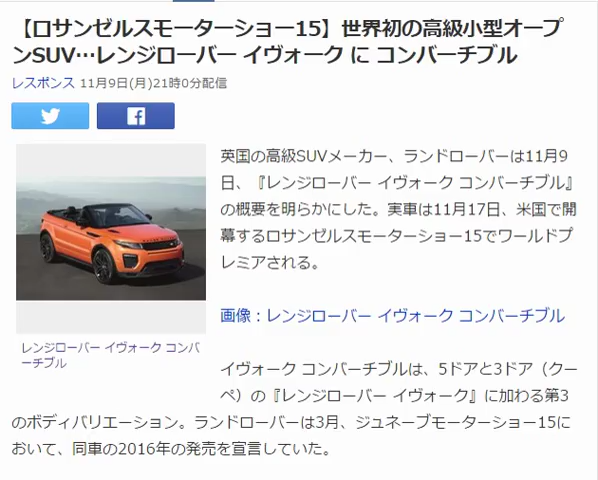 【ロサンゼルスモーターショー15】世界初の高級小型オープ
ンSUV…レンジローバー イヴォーク に コンバーチブル
レスポンス 11月9日(月)21時0分配信
英国の高級SUVメーカー、ランドローバーは11月9
日、『レンジローバー イヴォーク コンバーチブル』
の概要を明らかにした。実車は11月17日、米国で開
幕するロサンゼルスモーターショー15でワールドプ
レミアされる。
画像：レンジローバー イヴォーク コンバーチブル
レンジローバー イヴォーク コンバ
ーチブル
イヴォーク コンバーチブルは、5ドアと3ドア（クー
ペ）の『レンジローバー イヴォーク』に加わる第3
のボディバリエーション。ランドローバーは3月、ジュネーブモーターショー15に
おいて、同車の2016年の発売を宣言していた。